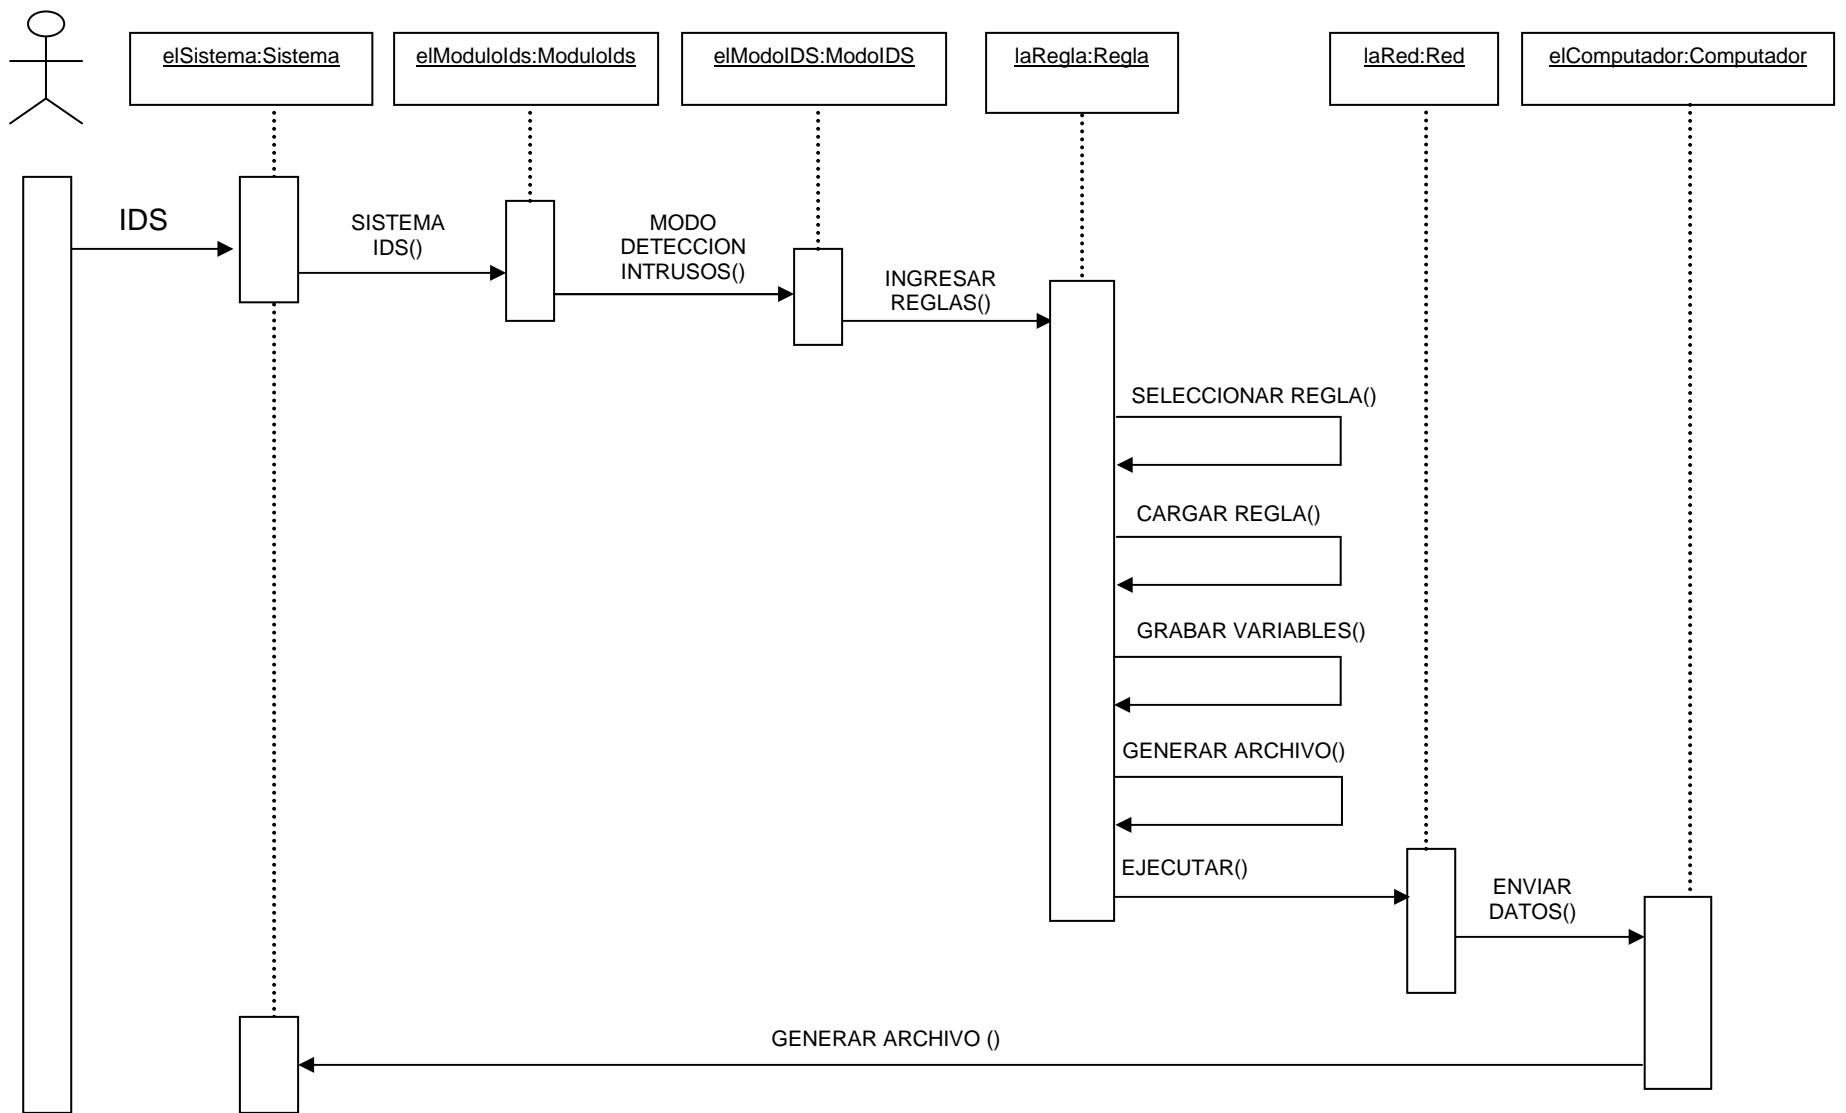 elSistema:Sistema
elModuloIds:ModuloIds
elModoIDS:ModoIDS
laRegla:Regla
laRed:Red
elComputador:Computador
IDS
SISTEMA
IDS()
MODO
DETECCION
INTRUSOS()
INGRESAR
REGLAS()
SELECCIONAR REGLA()
CARGAR REGLA()
GRABAR VARIABLES()
GENERAR ARCHIVO()
EJECUTAR()
ENVIAR
DATOS()
GENERAR ARCHIVO ()